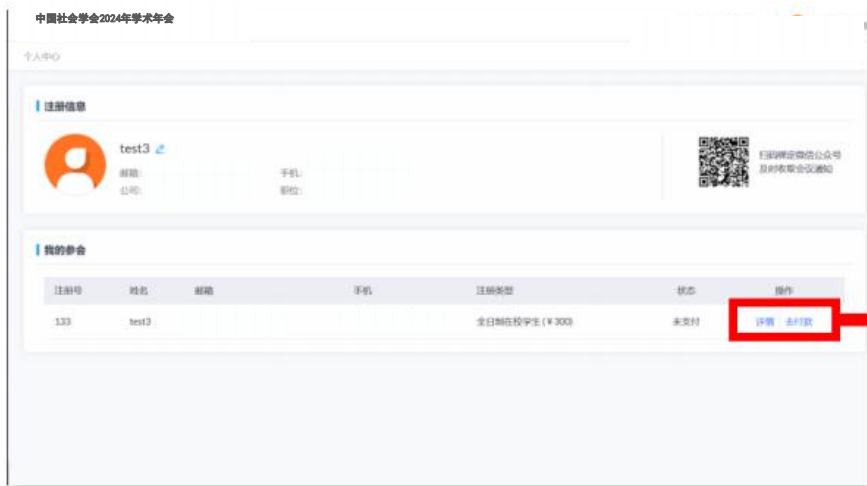 中国社会学会2024年学术年会
个人中心
注册信息
test3
邮箱:
手机:
公司:
职位:
扫码绑定微信公众号
及时收取会议通知
我的参会
注册号 姓名 邮箱 手机 注册类型 状态 操作
133 test3 全日制在校学生(¥300) 未支付 详情 去付款